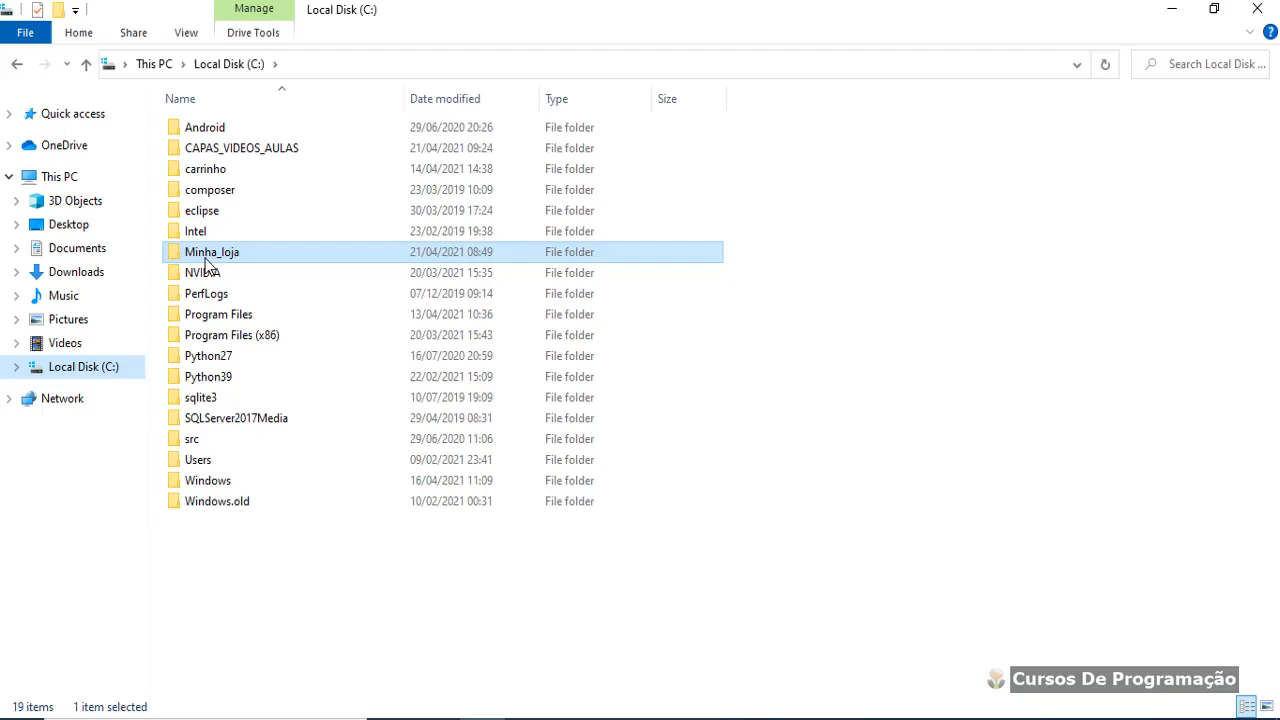 Manage
Local Disk (C:)
File
Home
Share
View
Drive Tools
This PC
Local Disk (C:)
Search Local Disk ...
Name
Date modified
Type
Size
Quick access
OneDrive
This PC
3D Objects
Desktop
Documents
Downloads
Music
Pictures
Videos
Local Disk (C:)
Network
Android 29/06/2020 20:26 File folder
CAPAS_VIDEOS_AULAS 21/04/2021 09:24 File folder
carrinho 14/04/2021 14:38 File folder
composer 23/03/2019 10:09 File folder
eclipse 30/03/2019 17:24 File folder
Intel 23/02/2019 19:38 File folder
Minha_loja 21/04/2021 08:49 File folder
NVIDIA 20/03/2021 15:35 File folder
PerfLogs 07/12/2019 09:14 File folder
Program Files 13/04/2021 10:36 File folder
Program Files (x86) 20/03/2021 15:43 File folder
Python27 16/07/2020 20:59 File folder
Python39 22/02/2021 15:09 File folder
sqlite3 10/07/2019 19:09 File folder
SQLServer2017Media 29/04/2019 08:31 File folder
src 29/06/2020 11:06 File folder
Users 09/02/2021 23:41 File folder
Windows 16/04/2021 11:09 File folder
Windows.old 10/02/2021 00:31 File folder
Cursos De Programação
19 items
1 item selected